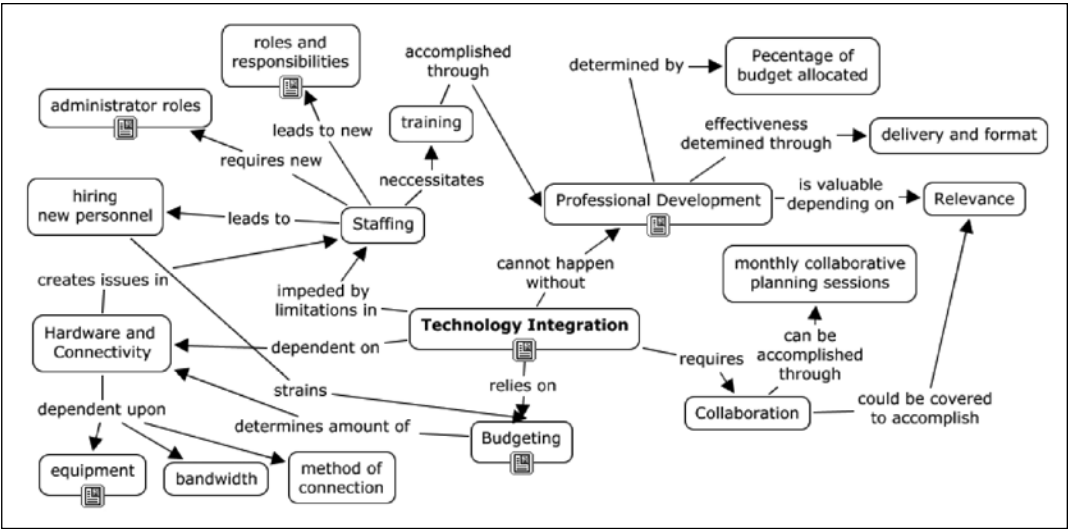 roles and
responsibilities
accomplished
through
determined by
Pecentage of
budget allocated
administrator roles
leads to new
training
effectiveness
detemined through
delivery and format
requires new
neccessitates
hiring
new personnel
leads to
Staffing
Professional Development
is valuable
depending on
Relevance
creates issues in
impeded by
limitations in
cannot happen
without
monthly collaborative
planning sessions
Hardware and
Connectivity
dependent on
Technology Integration
can be
accomplished
through
requires
relies on
strains
dependent upon
determines amount of
Budgeting
Collaboration
could be covered
to accomplish
equipment
bandwidth
method of
connection